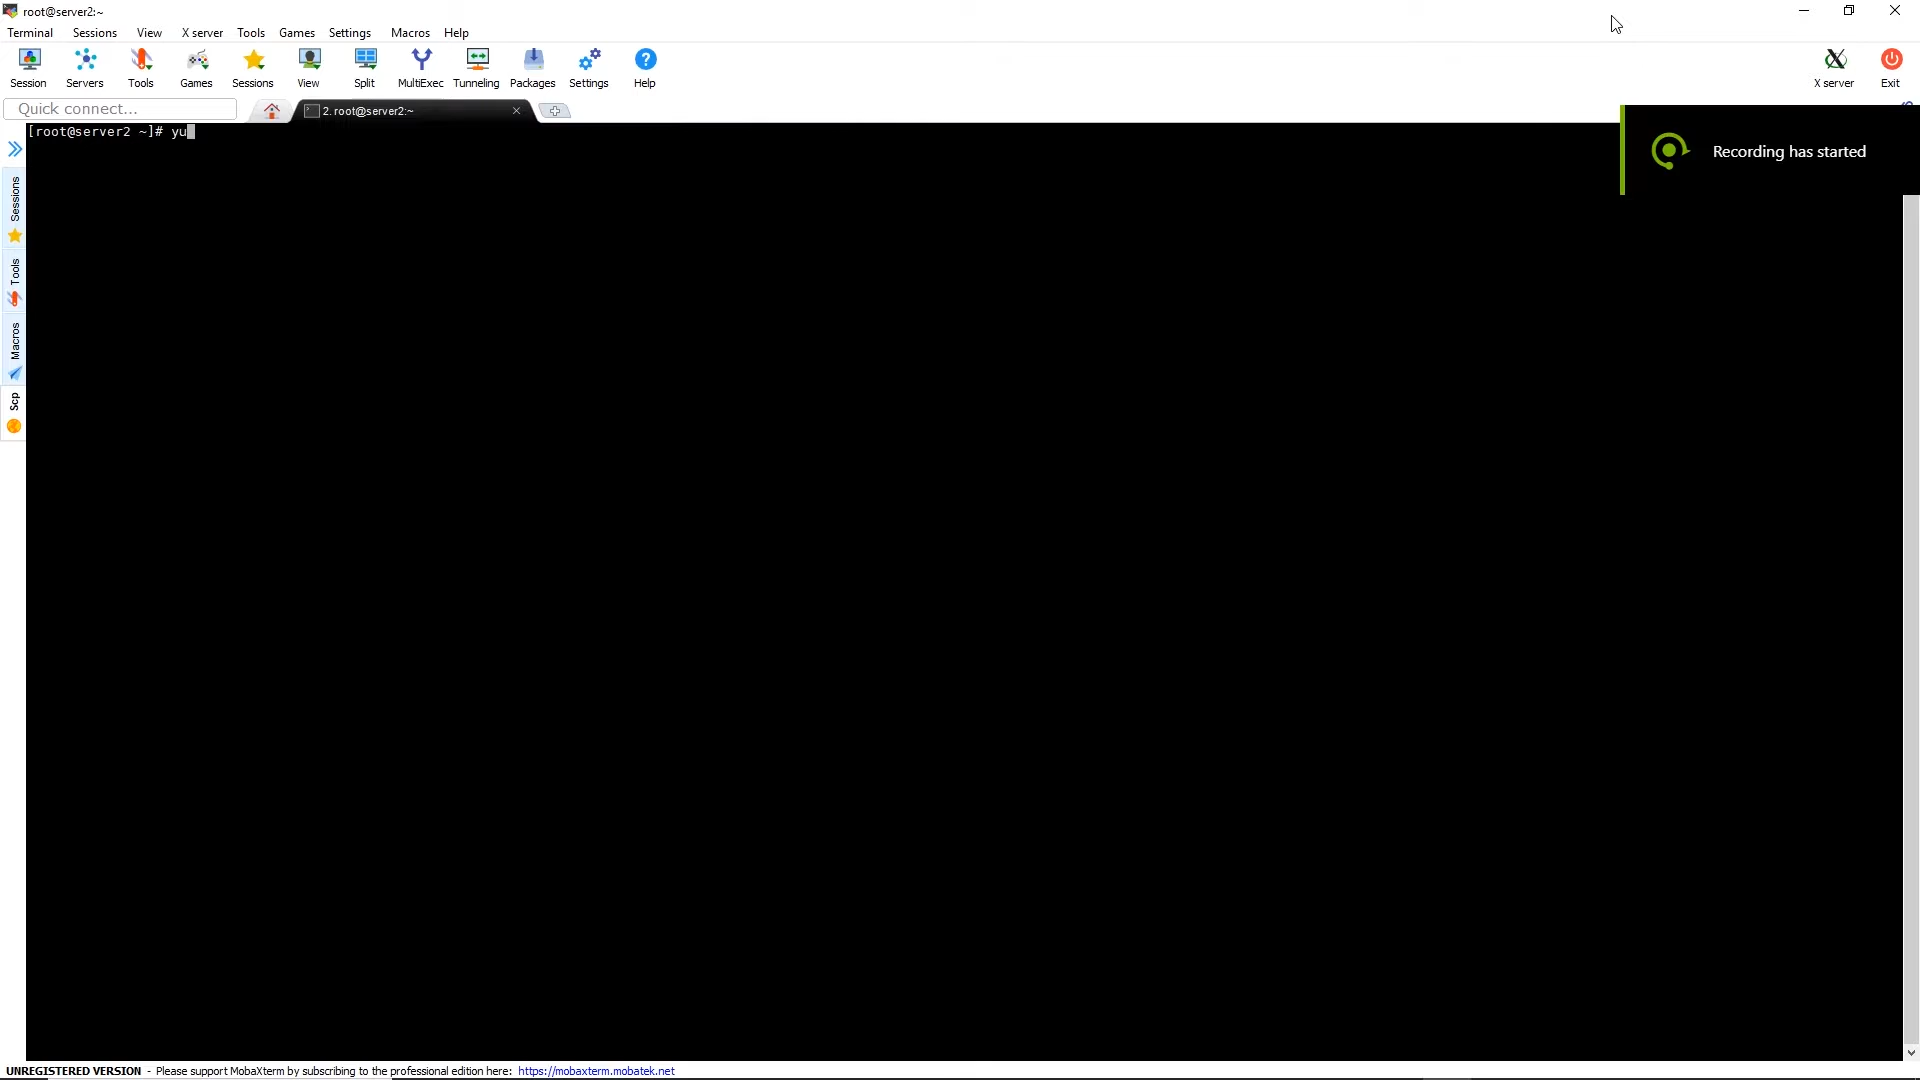 root@server2:~
Terminal Sessions View X server Tools Games Settings Macros Help
Session Servers Tools Games Sessions View Split MultiExec Tunneling Packages Settings Help X server Exit
Quick connect...
2. root@server2:~
[root@server2 ~]# yu
Recording has started
Sessions
Tools
Macros
Scp
UNREGISTERED VERSION - Please support MobaXterm by subscribing to the professional edition here: https://mobaxterm.mobatek.net